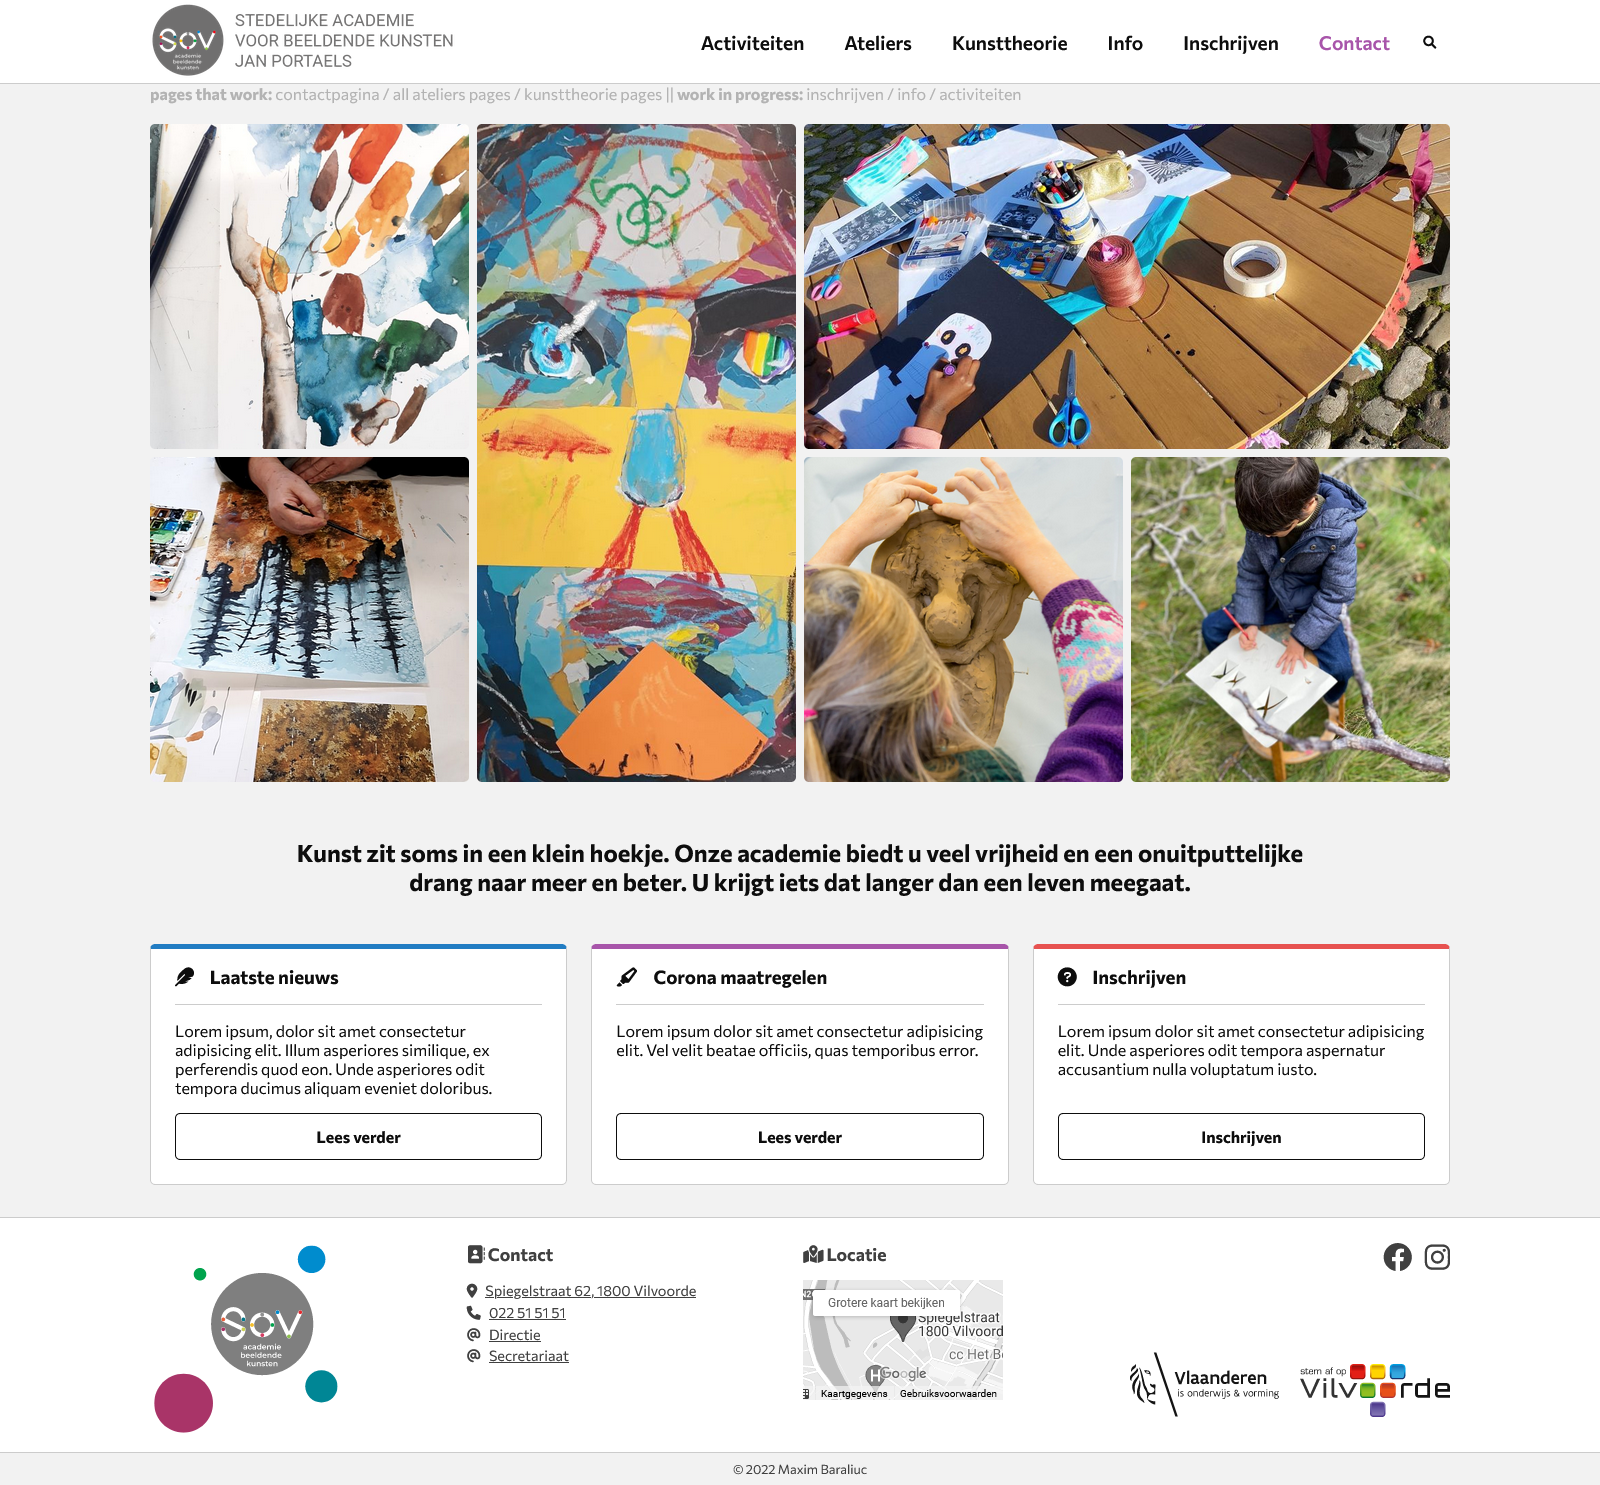 Sov
academie
beeldende
kunsten
STEDELIJKE ACADEMIE
VOOR BEELDENDE KUNSTEN
JAN PORTAELS
Activiteiten Ateliers Kunsttheorie Info Inschrijven Contact
pages that work: contactpagina / all ateliers pages / kunsttheorie pages || work in progress: inschrijven / info / activiteiten
Kunst zit soms in een klein hoekje. Onze academie biedt u veel vrijheid en een onuitputtelijke
drang naar meer en beter. U krijgt iets dat langer dan een leven meegaat.
Laatste nieuws
Lorem ipsum, dolor sit amet consectetur
adipisicing elit. Illum asperiores similique, ex
perferendis quod eon. Unde asperiores odit
tempora ducimus aliquam eveniet doloribus.
Lees verder
Corona maatregelen
Lorem ipsum dolor sit amet consectetur adipisicing
elit. Vel velit beatae officiis, quas temporibus error.
Lees verder
Inschrijven
Lorem ipsum dolor sit amet consectetur adipisicing
elit. Unde asperiores odit tempora aspernatur
accusantium nulla voluptatum iusto.
Inschrijven
Sov
academie
beeldende
kunsten
Contact
Spiegelstraat 62, 1800 Vilvoorde
022 51 51 51
Directie
Secretariaat
Locatie
Grotere kaart bekijken
Spiegelstraat
1800 Vilvoord
cc Het Be
H
Google
Kaartgegevens Gebruiksvoorwaarden
Vlaanderen
is onderwijs & vorming
stem af op
Vilvoorde
© 2022 Maxim Baraliuc